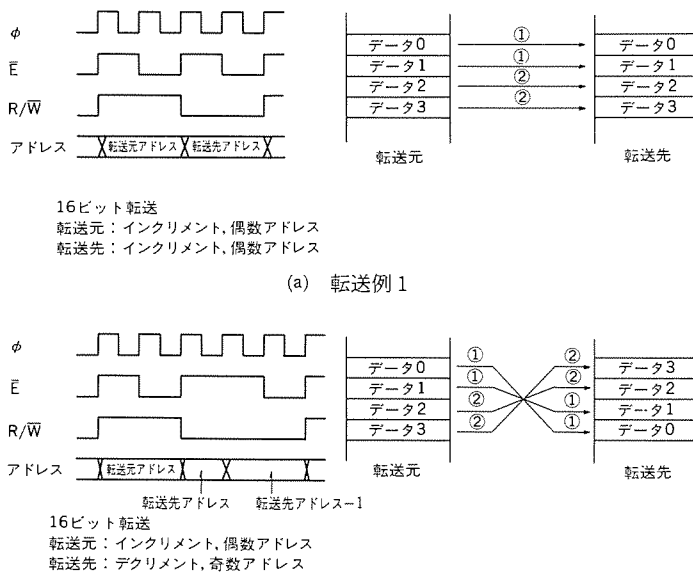 φ
E̅
R/W̅
アドレス
転送元アドレス 転送先アドレス
データ0 ① データ0
データ1 ① データ1
データ2 ② データ2
データ3 ② データ3
転送元 転送先
16ビット転送
転送元：インクリメント,偶数アドレス
転送先：インクリメント,偶数アドレス
(a) 転送例1
φ
E̅
R/W̅
アドレス
転送元アドレス
転送先アドレス 転送先アドレス−1
データ0 ① ② データ3
データ1 ① ② データ2
データ2 ② ① データ1
データ3 ② ① データ0
転送元 転送先
16ビット転送
転送元：インクリメント,偶数アドレス
転送先：デクリメント,奇数アドレス